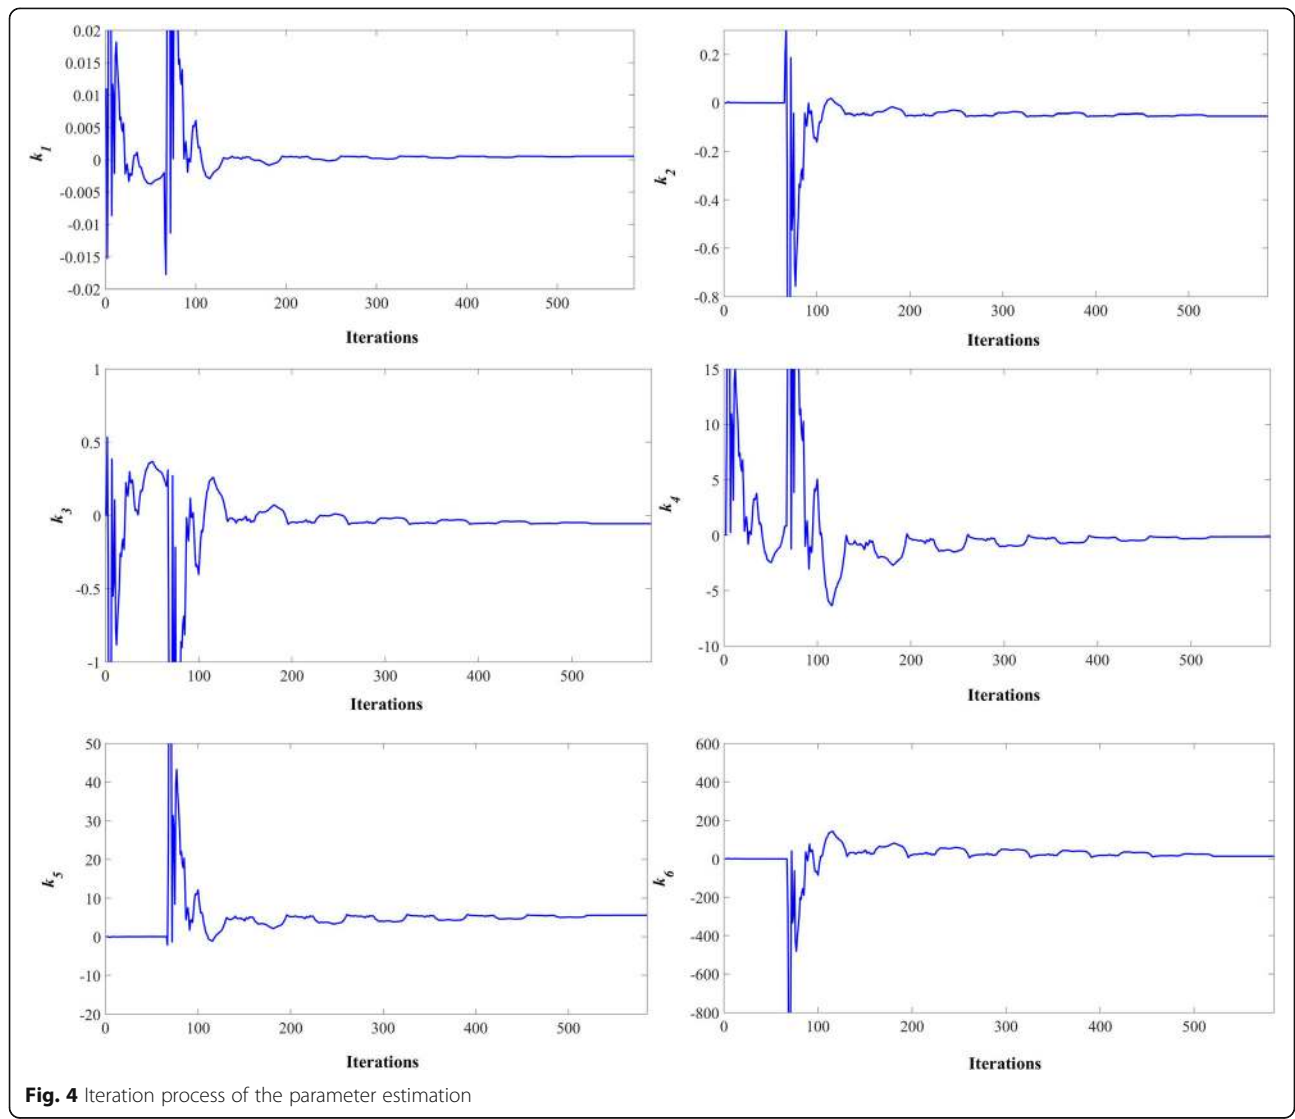 0.02
0.015
0.01
0.005
0
-0.005
-0.01
-0.015
-0.02
k1
0 100 200 300 400 500
Iterations
0.2
0
-0.2
-0.4
-0.6
-0.8
k2
0 100 200 300 400 500
Iterations
1
0.5
0
-0.5
-1
k3
0 100 200 300 400 500
Iterations
15
10
5
0
-5
-10
k4
0 100 200 300 400 500
Iterations
50
40
30
20
10
0
-10
-20
k5
0 100 200 300 400 500
Iterations
600
400
200
0
-200
-400
-600
-800
k6
0 100 200 300 400 500
Iterations
Fig. 4 Iteration process of the parameter estimation